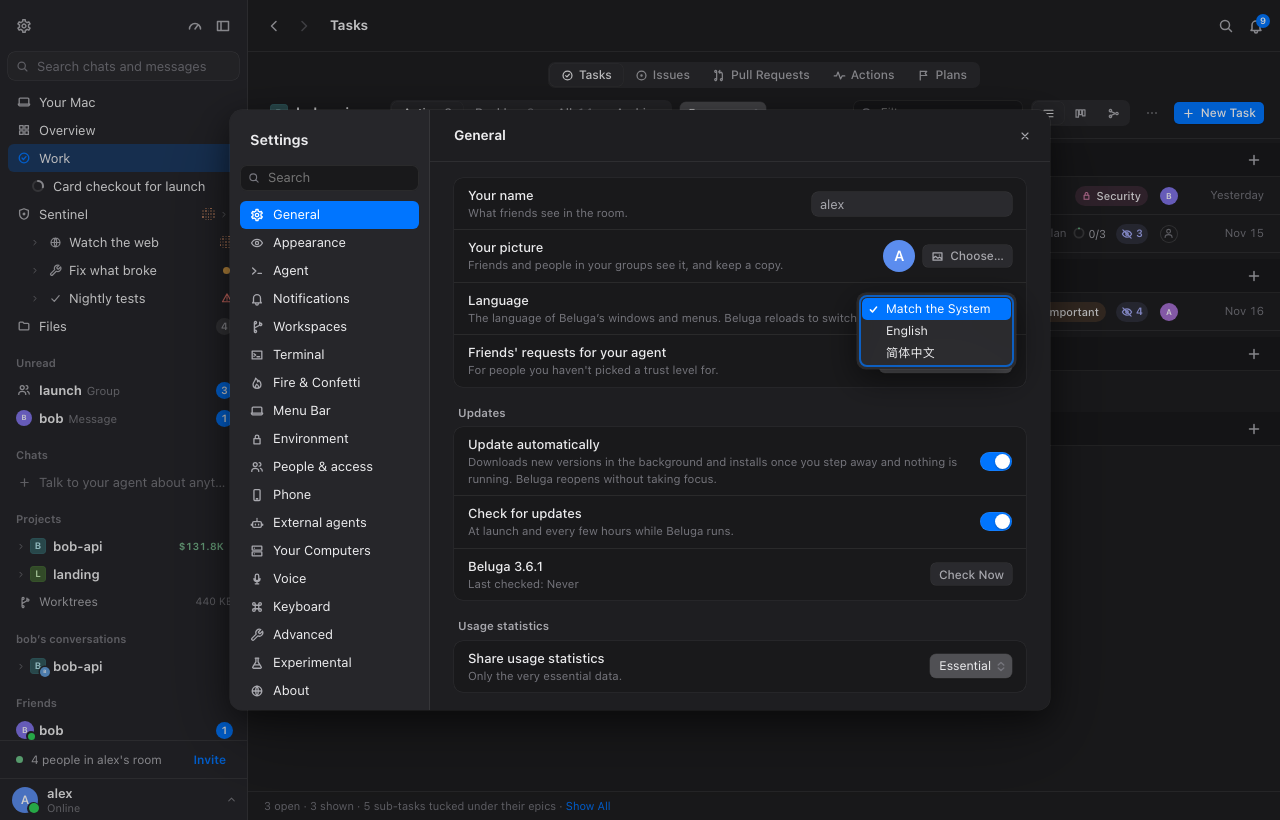 Tasks
9
Search chats and messages
Your Mac
Overview
Work
Card checkout for launch
Sentinel
Watch the web
Fix what broke
Nightly tests
Files
4
Unread
launch Group
3
B
bob Message
1
Chats
Talk to your agent about anyt...
Projects
B
bob-api
$131.8K
L
landing
Worktrees
440 KB
bob's conversations
B
bob-api
Friends
B
bob
1
4 people in alex's room
Invite
A
alex
Online
Tasks
Issues
Pull Requests
Actions
Plans
New Task
Security
B
Yesterday
0/3
3
Nov 15
mportant
4
A
Nov 16
3 open · 3 shown · 5 sub-tasks tucked under their epics · Show All
Settings
Search
General
Appearance
Agent
Notifications
Workspaces
Terminal
Fire & Confetti
Menu Bar
Environment
People & access
Phone
External agents
Your Computers
Voice
Keyboard
Advanced
Experimental
About
General
Your name
What friends see in the room.
alex
Your picture
Friends and people in your groups see it, and keep a copy.
A
Choose...
Language
The language of Beluga's windows and menus. Beluga reloads to switch
Match the System
English
简体中文
Friends' requests for your agent
For people you haven't picked a trust level for.
Updates
Update automatically
Downloads new versions in the background and installs once you step away and nothing is
running. Beluga reopens without taking focus.
Check for updates
At launch and every few hours while Beluga runs.
Beluga 3.6.1
Last checked: Never
Check Now
Usage statistics
Share usage statistics
Only the very essential data.
Essential